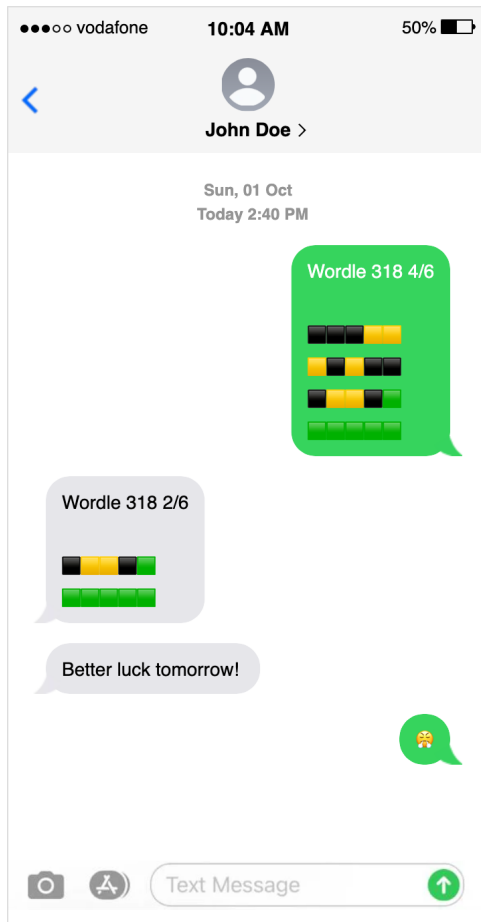 vodafone 10:04 AM 50%
John Doe >
Sun, 01 Oct
Today 2:40 PM
Wordle 318 4/6
⬛⬛⬛🟨🟨
🟨⬛🟨⬛⬛
⬛🟨🟨⬛🟩
🟩🟩🟩🟩🟩
Wordle 318 2/6
⬛🟨🟨⬛🟩
🟩🟩🟩🟩🟩
Better luck tomorrow!
😤
Text Message